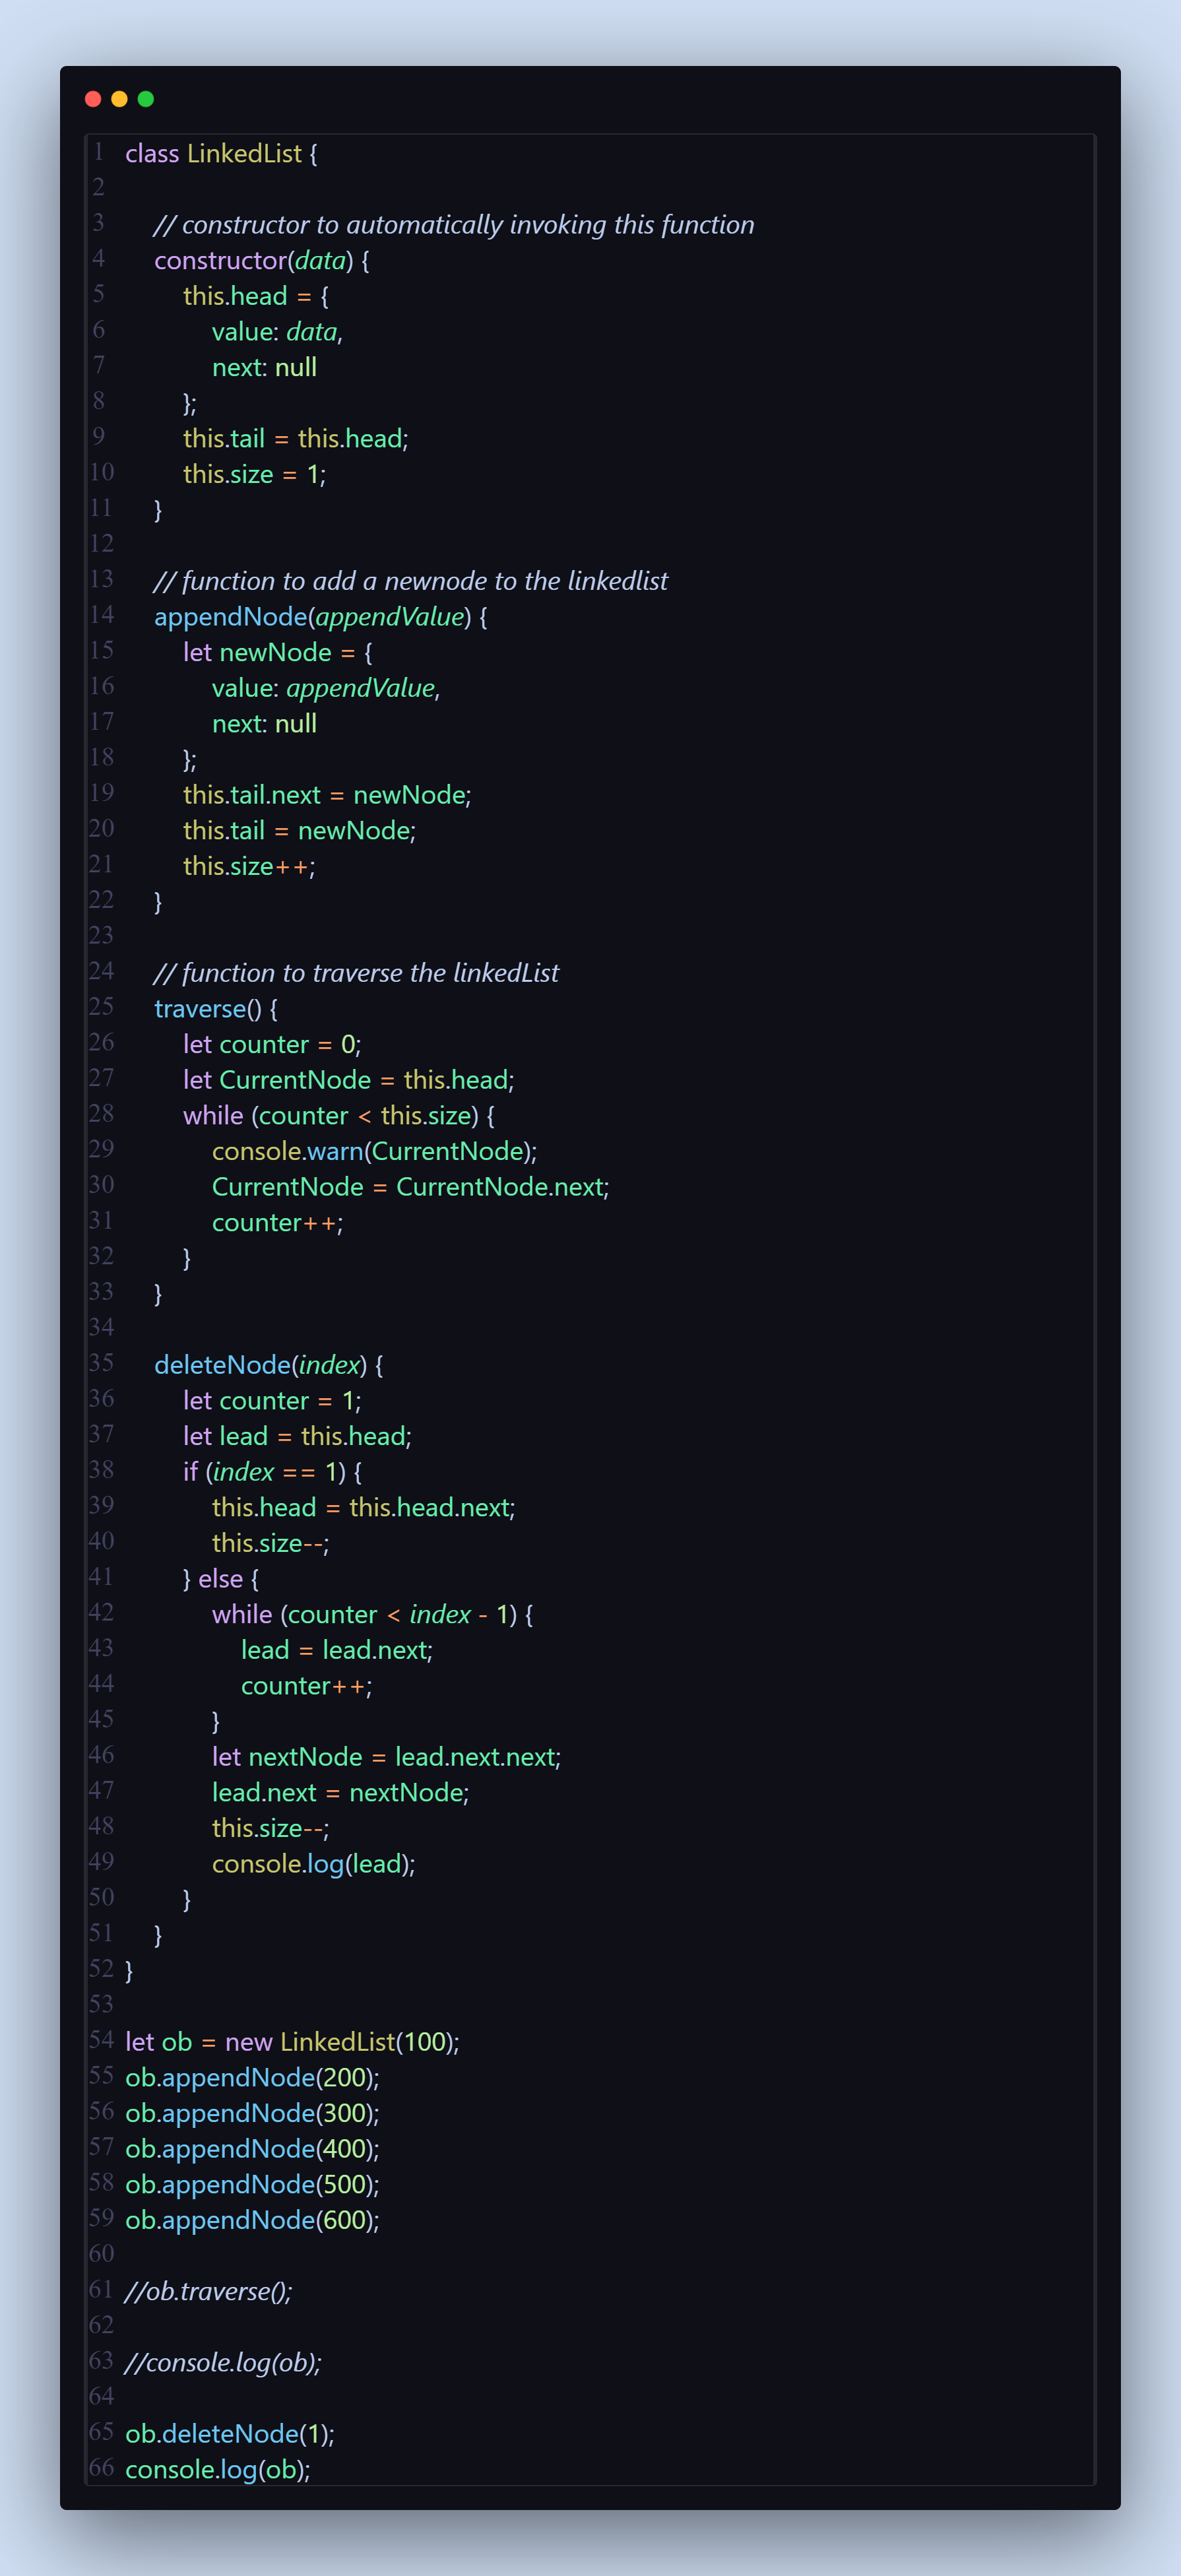 1 class LinkedList {
2
3 // constructor to automatically invoking this function
4 constructor(data) {
5 this.head = {
6 value: data,
7 next: null
8 };
9 this.tail = this.head;
10 this.size = 1;
11 }
12
13 // function to add a newnode to the linkedlist
14 appendNode(appendValue) {
15 let newNode = {
16 value: appendValue,
17 next: null
18 };
19 this.tail.next = newNode;
20 this.tail = newNode;
21 this.size++;
22 }
23
24 // function to traverse the linkedList
25 traverse() {
26 let counter = 0;
27 let CurrentNode = this.head;
28 while (counter < this.size) {
29 console.warn(CurrentNode);
30 CurrentNode = CurrentNode.next;
31 counter++;
32 }
33 }
34
35 deleteNode(index) {
36 let counter = 1;
37 let lead = this.head;
38 if (index == 1) {
39 this.head = this.head.next;
40 this.size--;
41 } else {
42 while (counter < index - 1) {
43 lead = lead.next;
44 counter++;
45 }
46 let nextNode = lead.next.next;
47 lead.next = nextNode;
48 this.size--;
49 console.log(lead);
50 }
51 }
52 }
53
54 let ob = new LinkedList(100);
55 ob.appendNode(200);
56 ob.appendNode(300);
57 ob.appendNode(400);
58 ob.appendNode(500);
59 ob.appendNode(600);
60
61 //ob.traverse();
62
63 //console.log(ob);
64
65 ob.deleteNode(1);
66 console.log(ob);